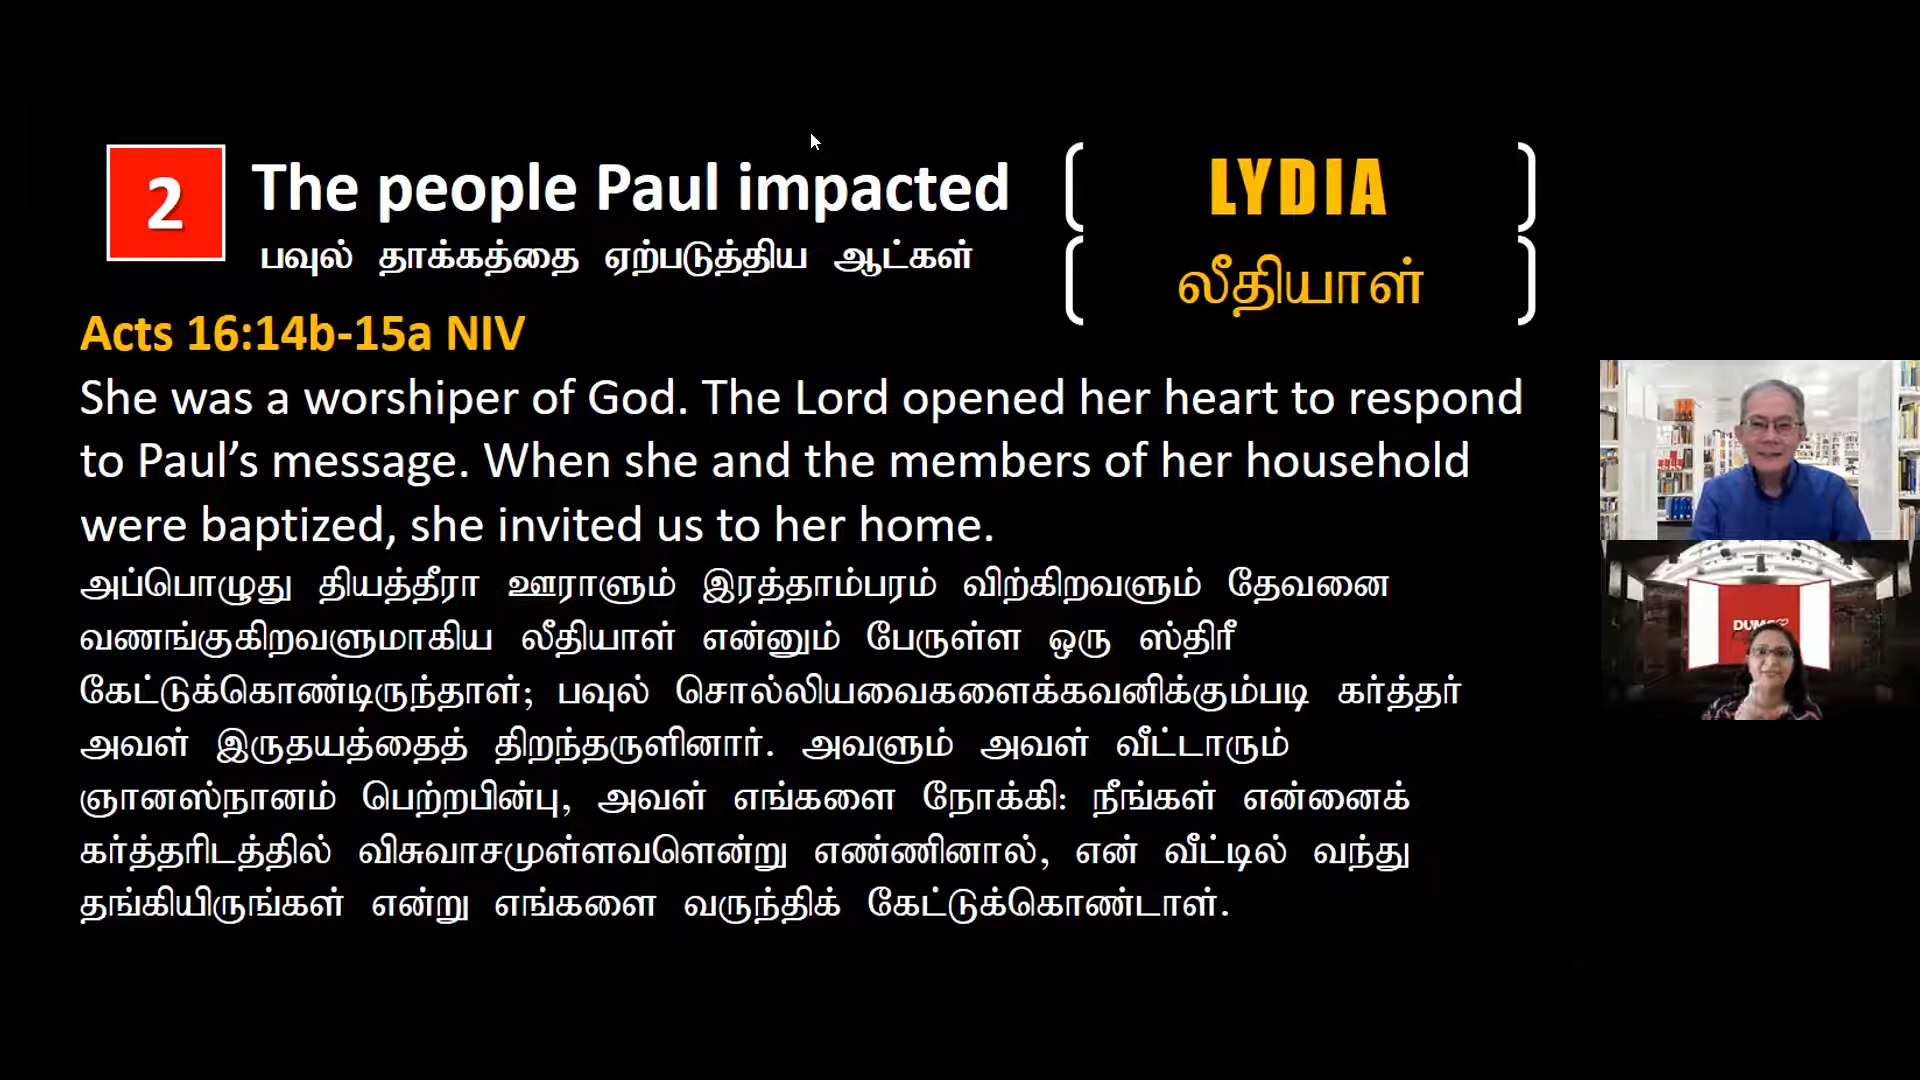 2
The people Paul impacted
பவுல் தாக்கத்தை ஏற்படுத்திய ஆட்கள்
LYDIA
லீதியாள்
Acts 16:14b-15a NIV
She was a worshiper of God. The Lord opened her heart to respond
to Paul’s message. When she and the members of her household
were baptized, she invited us to her home.
அப்பொழுது தியத்தீரா ஊராளும் இரத்தாம்பரம் விற்கிறவளும் தேவனை
வணங்குகிறவளுமாகிய லீதியாள் என்னும் பேருள்ள ஒரு ஸ்திரீ
கேட்டுக்கொண்டிருந்தாள்; பவுல் சொல்லியவைகளைக்கவனிக்கும்படி கர்த்தர்
அவள் இருதயத்தைத் திறந்தருளினார். அவளும் அவள் வீட்டாரும்
ஞானஸ்நானம் பெற்றபின்பு, அவள் எங்களை நோக்கி: நீங்கள் என்னைக்
கர்த்தரிடத்தில் விசுவாசமுள்ளவளென்று எண்ணினால், என் வீட்டில் வந்து
தங்கியிருங்கள் என்று எங்களை வருந்திக் கேட்டுக்கொண்டாள்.